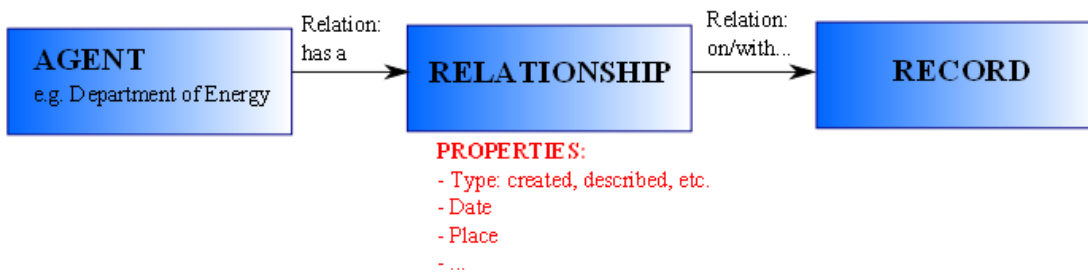 AGENT
e.g. Department of Energy
Relation:
has a
RELATIONSHIP
Relation:
on/with...
RECORD
PROPERTIES:
- Type: created, described, etc.
- Date
- Place
- ...